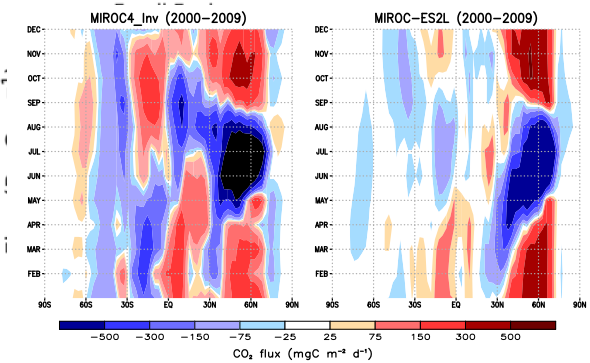 MIROC4_Inv (2000-2009) MIROC-ES2L (2000-2009)
DEC DEC
NOV NOV
OCT OCT
SEP SEP
AUG AUG
JUL JUL
JUN JUN
MAY MAY
APR APR
MAR MAR
FEB FEB
90S 60S 30S EQ 30N 60N 90N 90S 60S 30S EQ 30N 60N 90N
-500 -300 -150 -75 -25 25 75 150 300 500
CO₂ flux (mgC m⁻² d⁻¹)